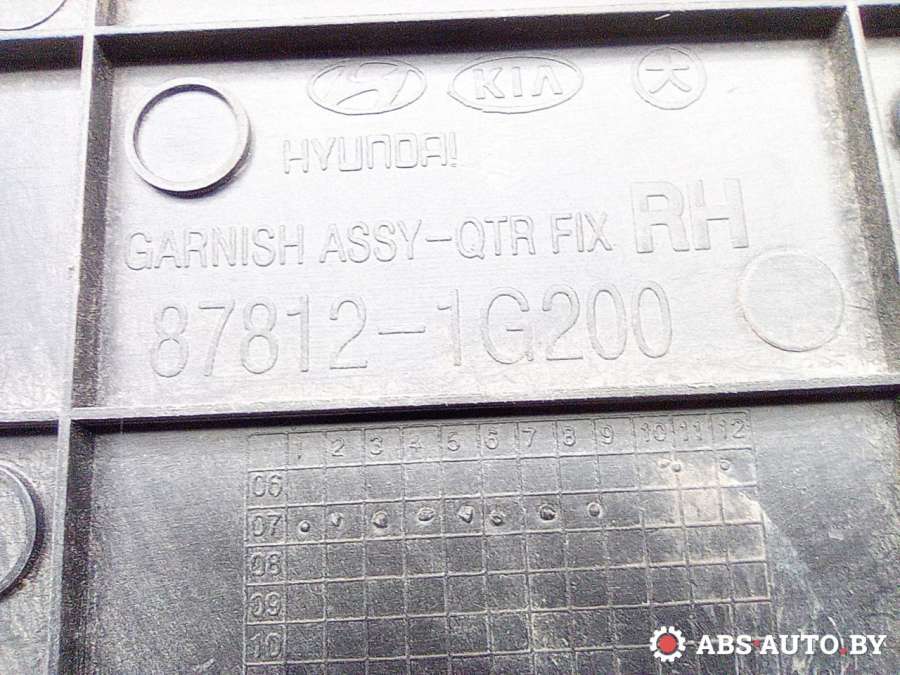 KIA 大
HYUNDAI
GARNISH ASSY-QTR FIX RH
87812-1G200
1 2 3 4 5 6 7 8 9 10 11 12
06
07
08
09
10
ABS-AUTO.BY